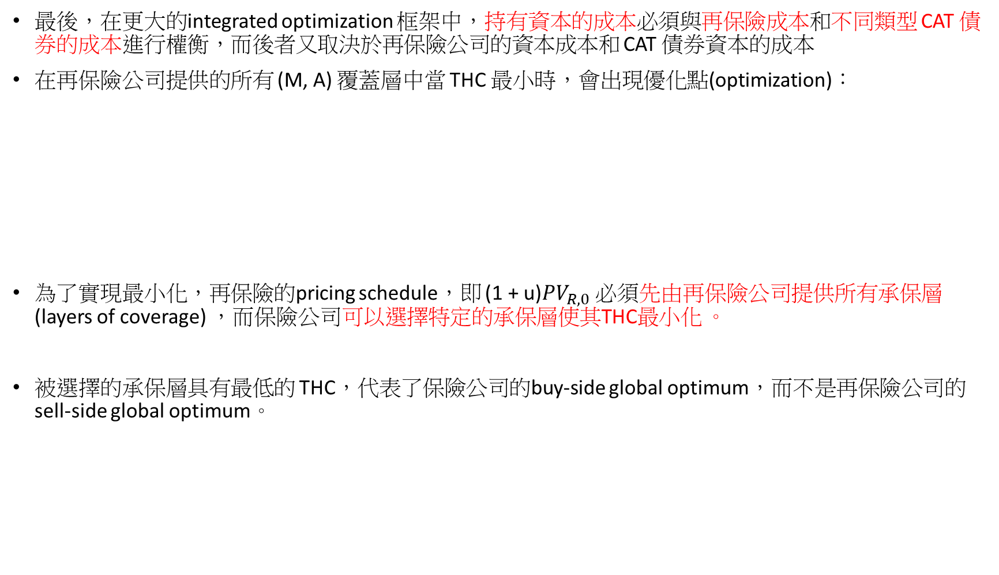 • 最後，在更大的integrated optimization 框架中，持有資本的成本必須與再保險成本和不同類型 CAT 債
券的成本進行權衡，而後者又取決於再保險公司的資本成本和 CAT 債券資本的成本
• 在再保險公司提供的所有 (M, A) 覆蓋層中當 THC 最小時，會出現優化點(optimization)：
• 為了實現最小化，再保險的pricing schedule，即 (1 + u)𝑃𝑉𝑅,0 必須先由再保險公司提供所有承保層
(layers of coverage) ，而保險公司可以選擇特定的承保層使其THC最小化 。
• 被選擇的承保層具有最低的 THC，代表了保險公司的buy-side global optimum，而不是再保險公司的
sell-side global optimum。